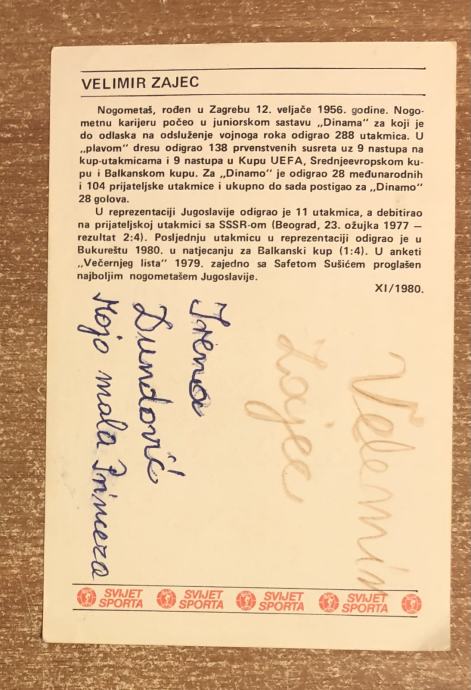 VELIMIR ZAJEC
Nogometaš, rođen u Zagrebu 12. veljače 1956. godine. Nogo-
metnu karijeru počeo u juniorskom sastavu „Dinama” za koji je
do odlaska na odsluženje vojnoga roka odigrao 288 utakmica. U
„plavom” dresu odigrao 138 prvenstvenih susreta uz 9 nastupa na
kup-utakmicama i 9 nastupa u Kupu UEFA, Srednjeevropskom ku-
pu i Balkanskom kupu. Za „Dinamo” je odigrao 28 međunarodnih
i 104 prijateljske utakmice i ukupno do sada postigao za „Dinamo”
28 golova.
U reprezentaciji Jugoslavije odigrao je 11 utakmica, a debitirao
na prijateljskoj utakmici sa SSSR-om (Beograd, 23. ožujka 1977 —
rezultat 2:4). Posljednju utakmicu u reprezentaciji odigrao je u
Bukureštu 1980. u natjecanju za Balkanski kup (1:4). U anketi
„Večernjeg lista” 1979. zajedno sa Safetom Sušićem proglašen
najboljim nogometašem Jugoslavije.
XI/1980.
Velemin
Zajec
Irena
Dundović
Mojo mala Princeza
SVIJET SPORTA
SVIJET SPORTA
SVIJET SPORTA
SVIJET SPORTA